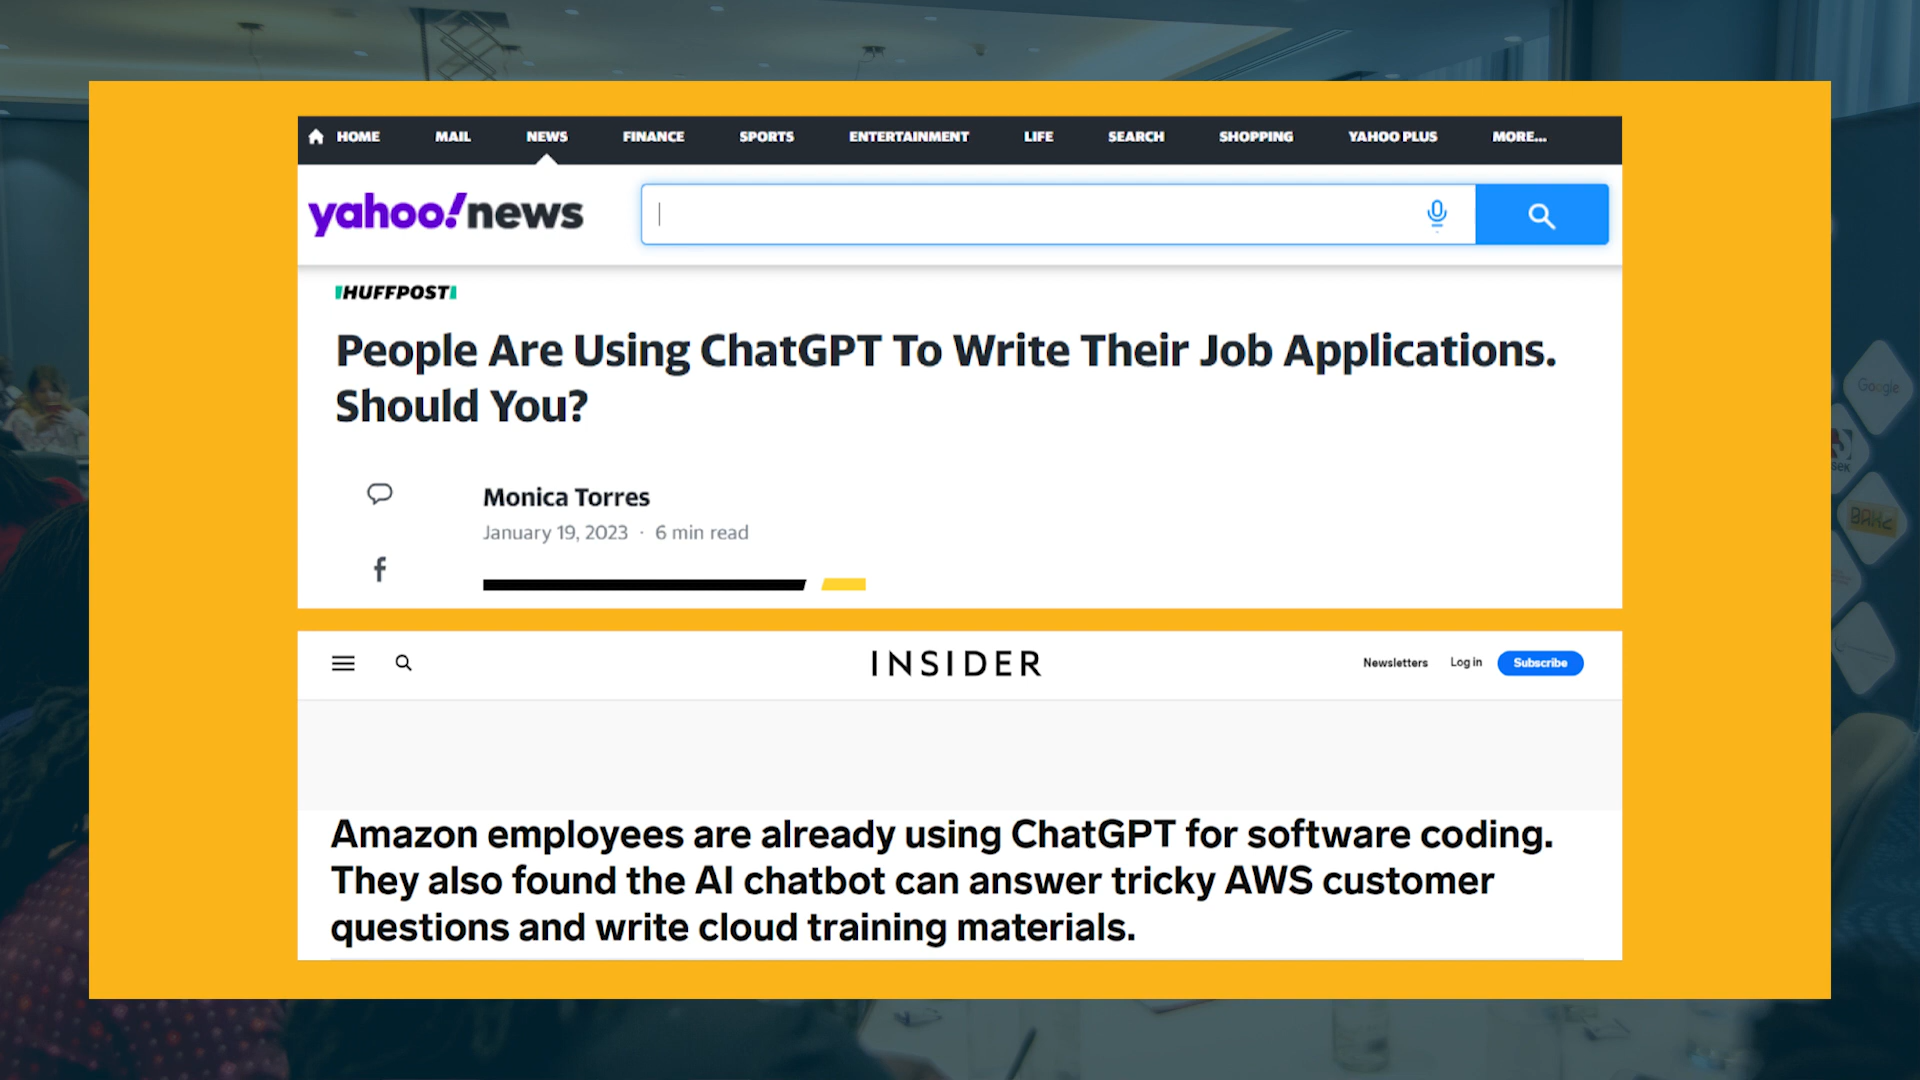 HOME MAIL NEWS FINANCE SPORTS ENTERTAINMENT LIFE SEARCH SHOPPING YAHOO PLUS MORE...
yahoo!news
HUFFPOST
People Are Using ChatGPT To Write Their Job Applications.
Should You?
Monica Torres
January 19, 2023 · 6 min read
INSIDER
Newsletters Log in Subscribe
Amazon employees are already using ChatGPT for software coding.
They also found the AI chatbot can answer tricky AWS customer
questions and write cloud training materials.
Google